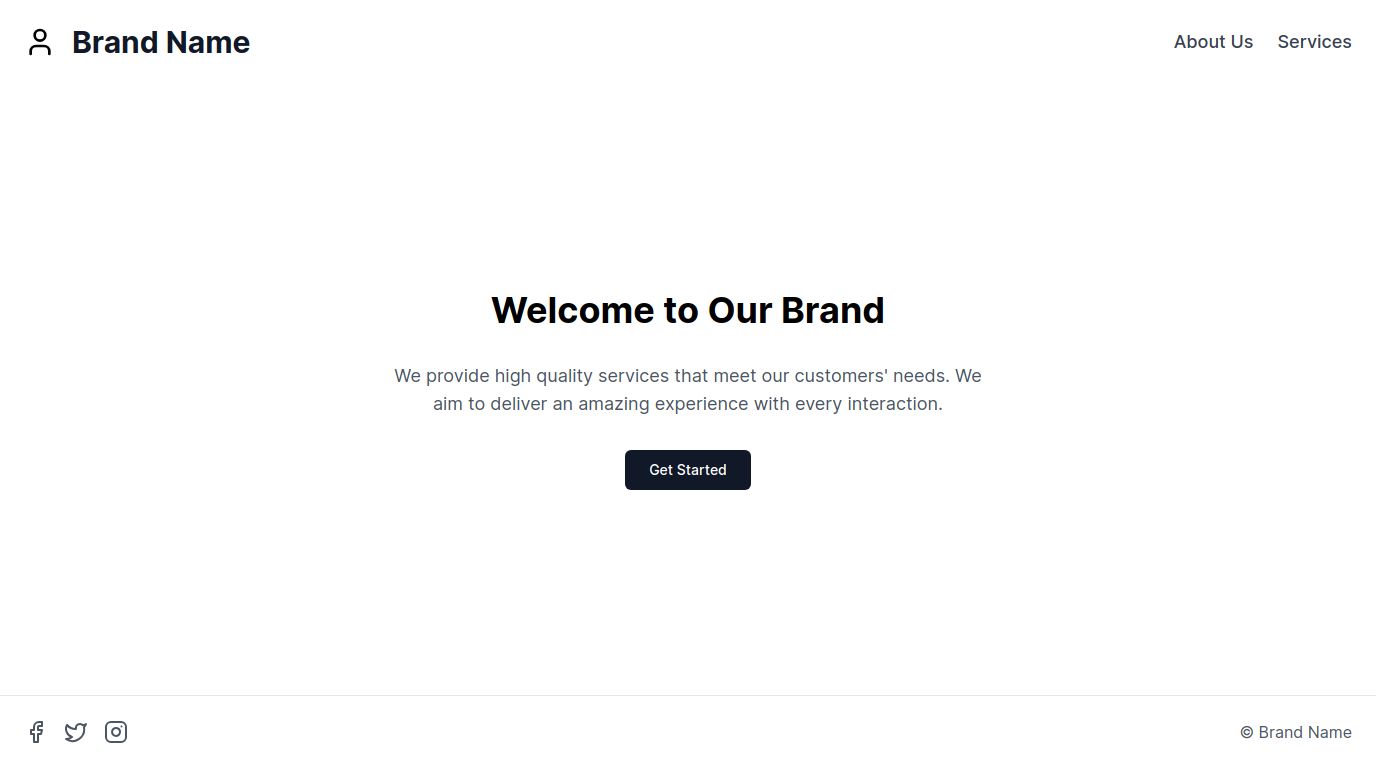 Brand Name
About Us
Services
Welcome to Our Brand
We provide high quality services that meet our customers' needs. We
aim to deliver an amazing experience with every interaction.
Get Started
© Brand Name